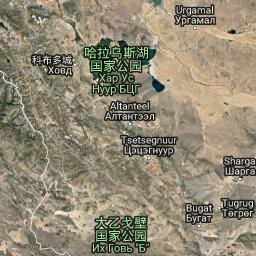 Urgamal
Ургамал
哈拉乌斯湖
国家公园
Хар Ус
Нуур БЦГ
科布多城
Ховд
Altanteel
Алтантээл
Tsetsegnuur
Цэцэгнуур
Sharga
Шарга
Tugrug
Төгрөг
Bugat
Бугат
大乙戈壁
国家公园
Их Говь "Б"